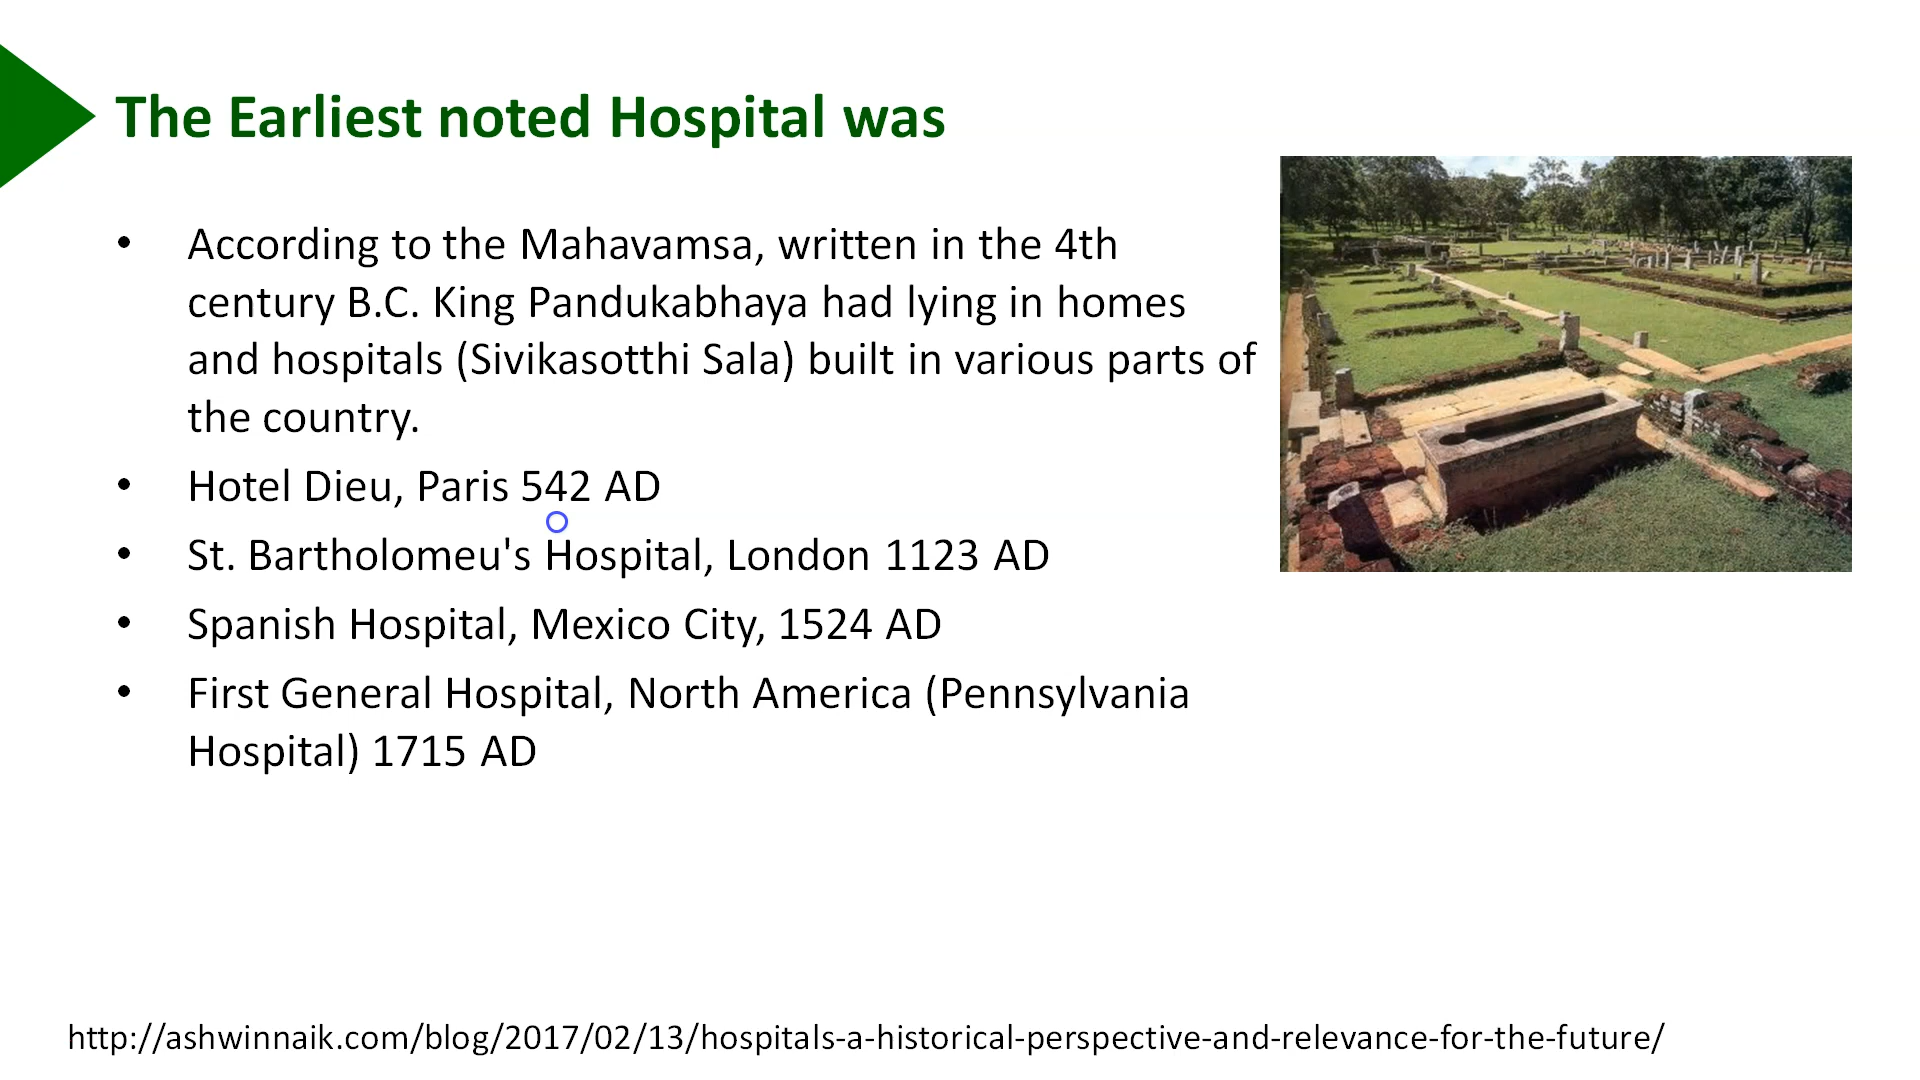 The Earliest noted Hospital was
• According to the Mahavamsa, written in the 4th
century B.C. King Pandukabhaya had lying in homes
and hospitals (Sivikasotthi Sala) built in various parts of
the country.
• Hotel Dieu, Paris 542 AD
• St. Bartholomeu's Hospital, London 1123 AD
• Spanish Hospital, Mexico City, 1524 AD
• First General Hospital, North America (Pennsylvania
Hospital) 1715 AD
http://ashwinnaik.com/blog/2017/02/13/hospitals-a-historical-perspective-and-relevance-for-the-future/